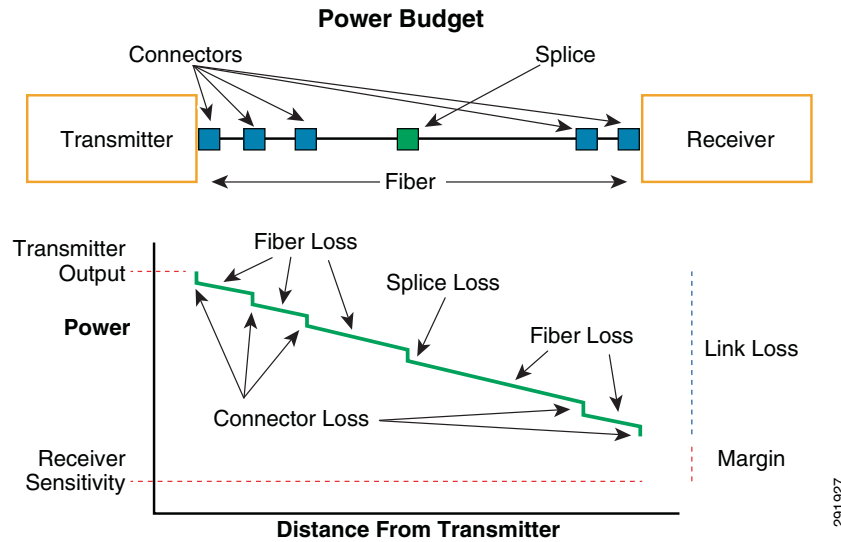 Power Budget
Connectors
Splice
Transmitter
Receiver
Fiber
Transmitter
Output
Fiber Loss
Splice Loss
Power
Fiber Loss
Link Loss
Connector Loss
Receiver
Sensitivity
Margin
291927
Distance From Transmitter